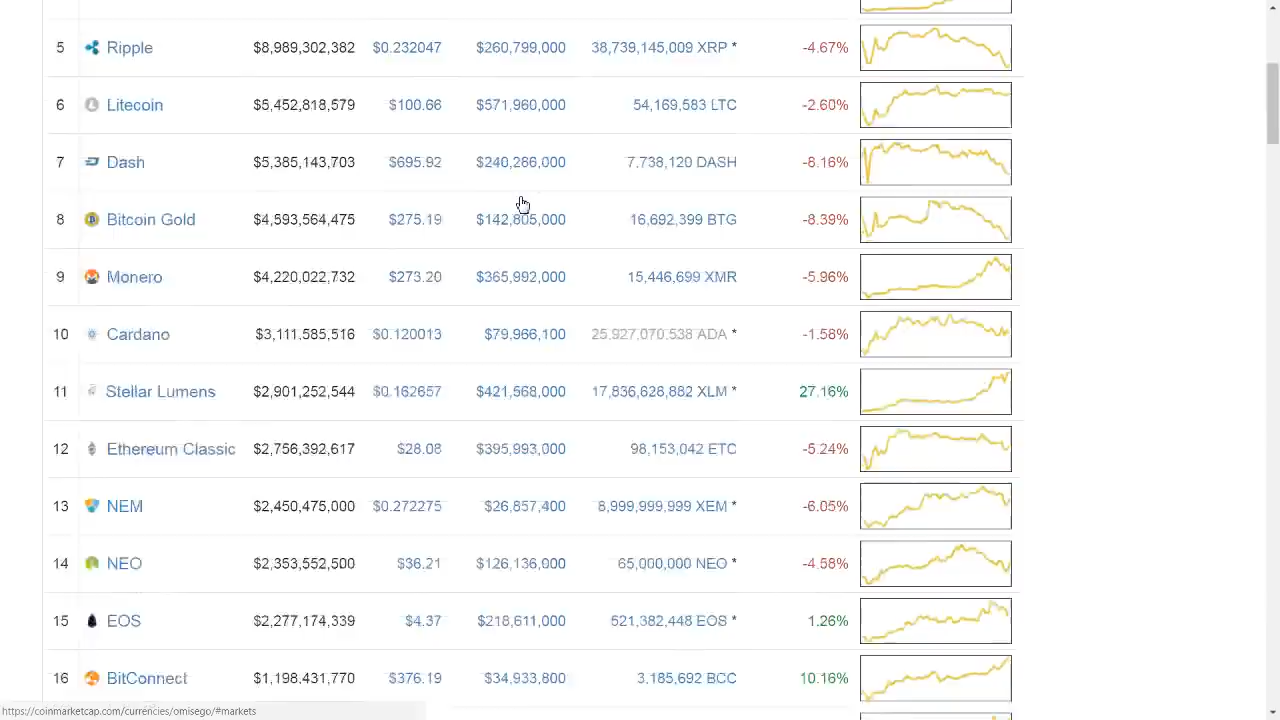 5 Ripple $8,989,302,382 $0.232047 $260,799,000 38,739,145,009 XRP * -4.67%
6 Litecoin $5,452,818,579 $100.66 $571,960,000 54,169,583 LTC -2.60%
7 Dash $5,385,143,703 $695.92 $240,286,000 7,738,120 DASH -8.16%
8 Bitcoin Gold $4,593,564,475 $275.19 $142,805,000 16,692,399 BTG -8.39%
9 Monero $4,220,022,732 $273.20 $365,992,000 15,446,699 XMR -5.96%
10 Cardano $3,111,585,516 $0.120013 $79,966,100 25,927,070,538 ADA * -1.58%
11 Stellar Lumens $2,901,252,544 $0.162657 $421,568,000 17,836,628,882 XLM * 27.16%
12 Ethereum Classic $2,756,392,617 $28.08 $395,993,000 98,153,042 ETC -5.24%
13 NEM $2,450,475,000 $0.272275 $26,857,400 8,999,999,999 XEM * -6.05%
14 NEO $2,353,552,500 $36.21 $126,136,000 65,000,000 NEO * -4.58%
15 EOS $2,277,174,339 $4.37 $218,611,000 521,382,448 EOS * 1.26%
16 BitConnect $1,198,431,770 $376.19 $34,933,800 3,185,692 BCC 10.16%
https://coinmarketcap.com/currencies/omisego/#markets